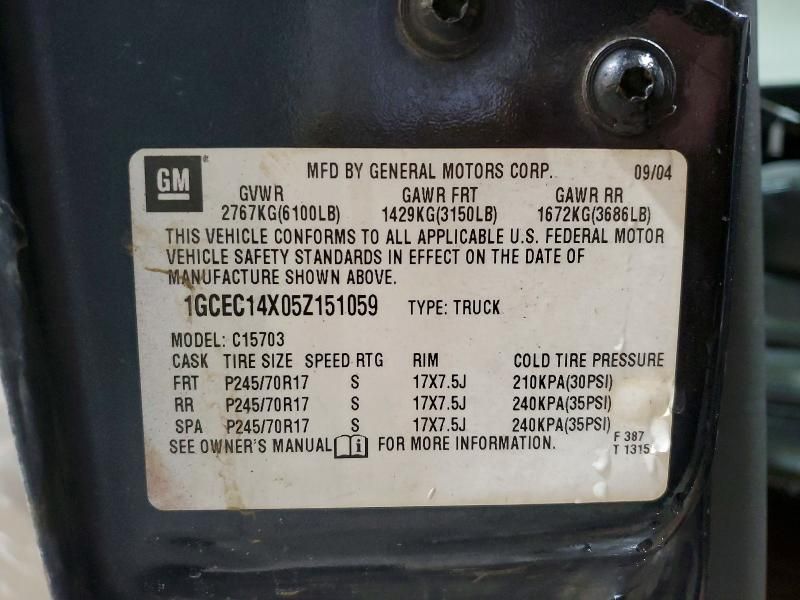 GM
MFD BY GENERAL MOTORS CORP. 09/04
GVWR GAWR FRT GAWR RR
2767KG(6100LB) 1429KG(3150LB) 1672KG(3686LB)
THIS VEHICLE CONFORMS TO ALL APPLICABLE U.S. FEDERAL MOTOR
VEHICLE SAFETY STANDARDS IN EFFECT ON THE DATE OF
MANUFACTURE SHOWN ABOVE.
1GCEC14X05Z151059 TYPE: TRUCK
MODEL: C15703
CASK TIRE SIZE SPEED RTG RIM COLD TIRE PRESSURE
FRT P245/70R17 S 17X7.5J 210KPA(30PSI)
RR P245/70R17 S 17X7.5J 240KPA(35PSI)
SPA P245/70R17 S 17X7.5J 240KPA(35PSI)
SEE OWNER'S MANUAL i FOR MORE INFORMATION.
F 387
T 1315